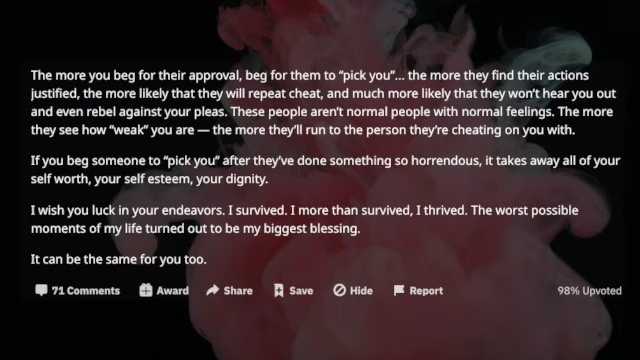 The more you beg for their approval, beg for them to “pick you”... the more they find their actions
justified, the more likely that they will repeat cheat, and much more likely that they won’t hear you out
and even rebel against your pleas. These people aren’t normal people with normal feelings. The more
they see how “weak” you are — the more they’ll run to the person they’re cheating on you with.
If you beg someone to “pick you” after they’ve done something so horrendous, it takes away all of your
self worth, your self esteem, your dignity.
I wish you luck in your endeavors. I survived. I more than survived, I thrived. The worst possible
moments of my life turned out to be my biggest blessing.
It can be the same for you too.
71 Comments Award Share Save Hide Report 98% Upvoted